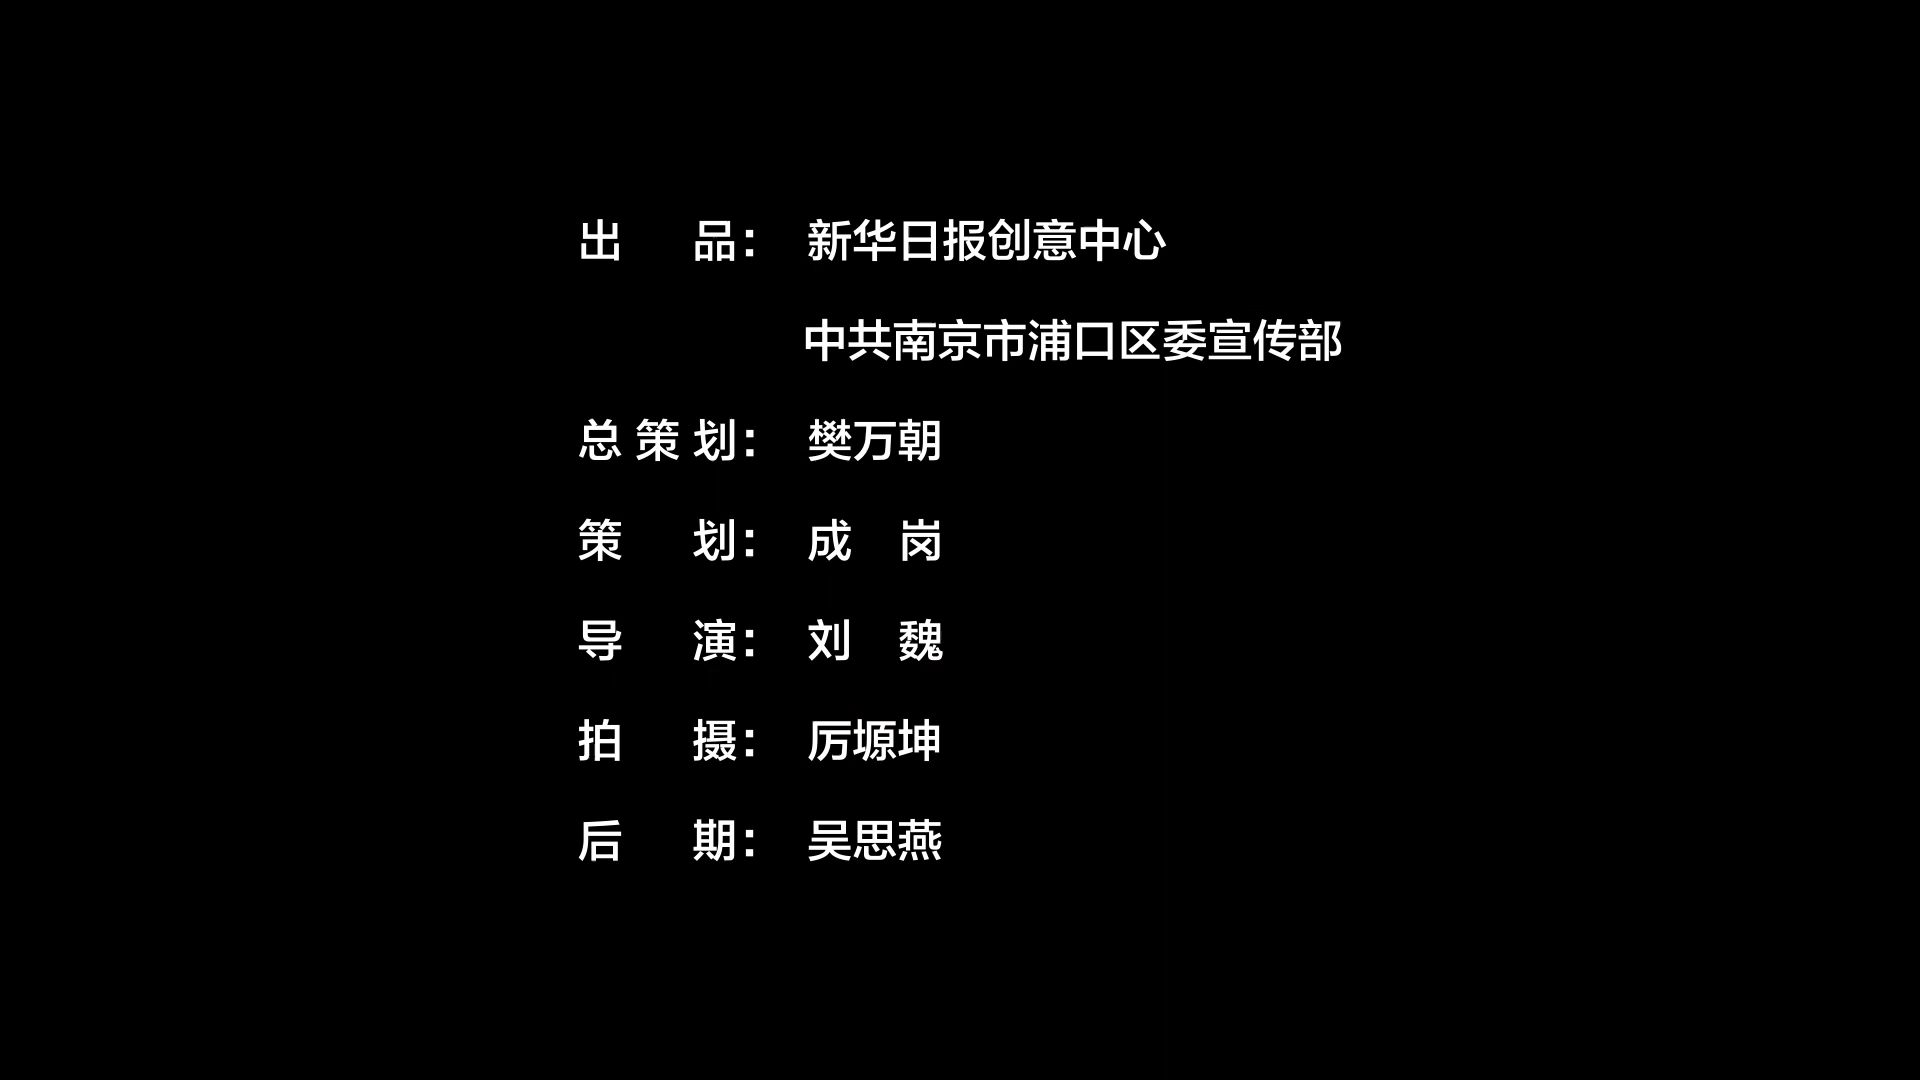 出 品： 新华日报创意中心
中共南京市浦口区委宣传部
总策划： 樊万朝
策 划： 成 岗
导 演： 刘 魏
拍 摄： 厉塬坤
后 期： 吴思燕